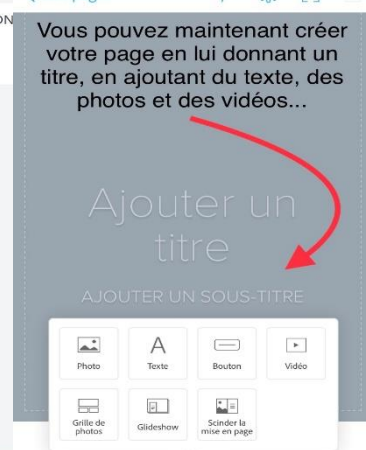 Vous pouvez maintenant créer
votre page en lui donnant un
titre, en ajoutant du texte, des
photos et des vidéos...
Ajouter un
titre
AJOUTER UN SOUS-TITRE
Photo
Texte
Bouton
Vidéo
Grille de
photos
Glideshow
Scinder la
mise en page